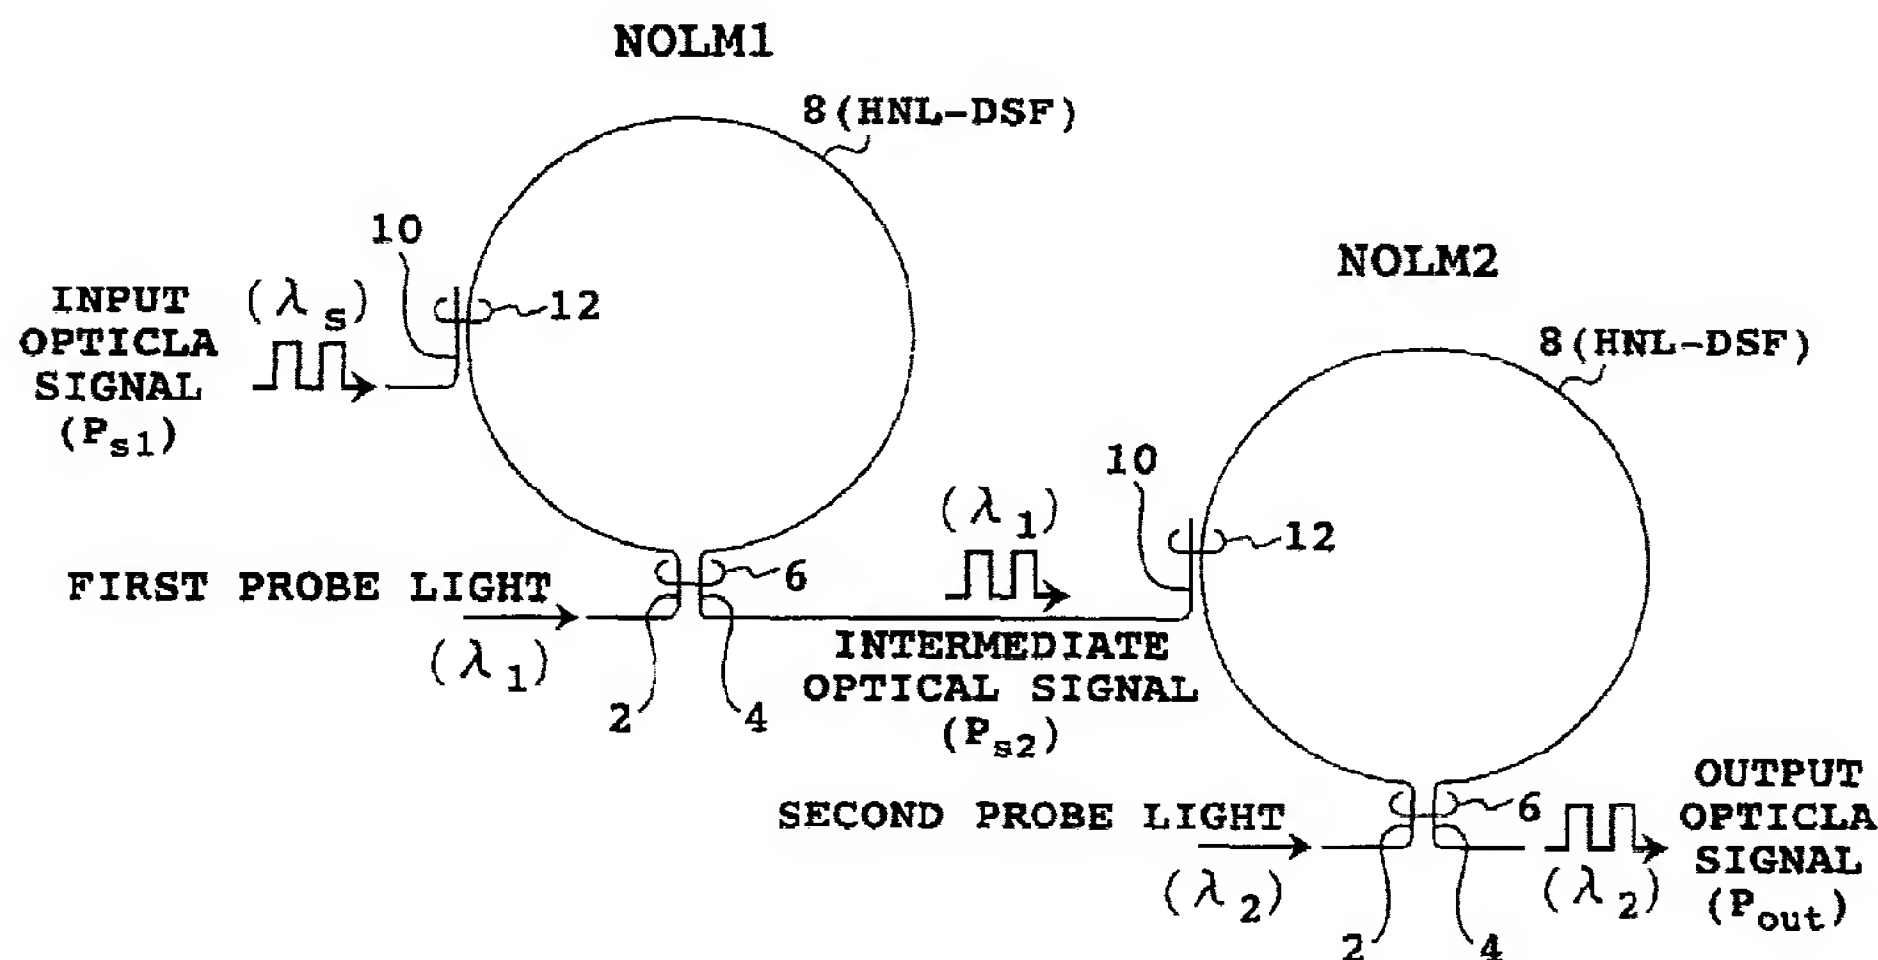 NOLM1
8(HNL-DSF)
10
12
INPUT
OPTICLA
SIGNAL
(Ps1)
(λs)
NOLM2
8(HNL-DSF)
10
12
(λ1)
FIRST PROBE LIGHT
(λ1)
6
2
4
INTERMEDIATE
OPTICAL SIGNAL
(Ps2)
SECOND PROBE LIGHT
(λ2)
6
2
4
(λ2)
OUTPUT
OPTICLA
SIGNAL
(Pout)